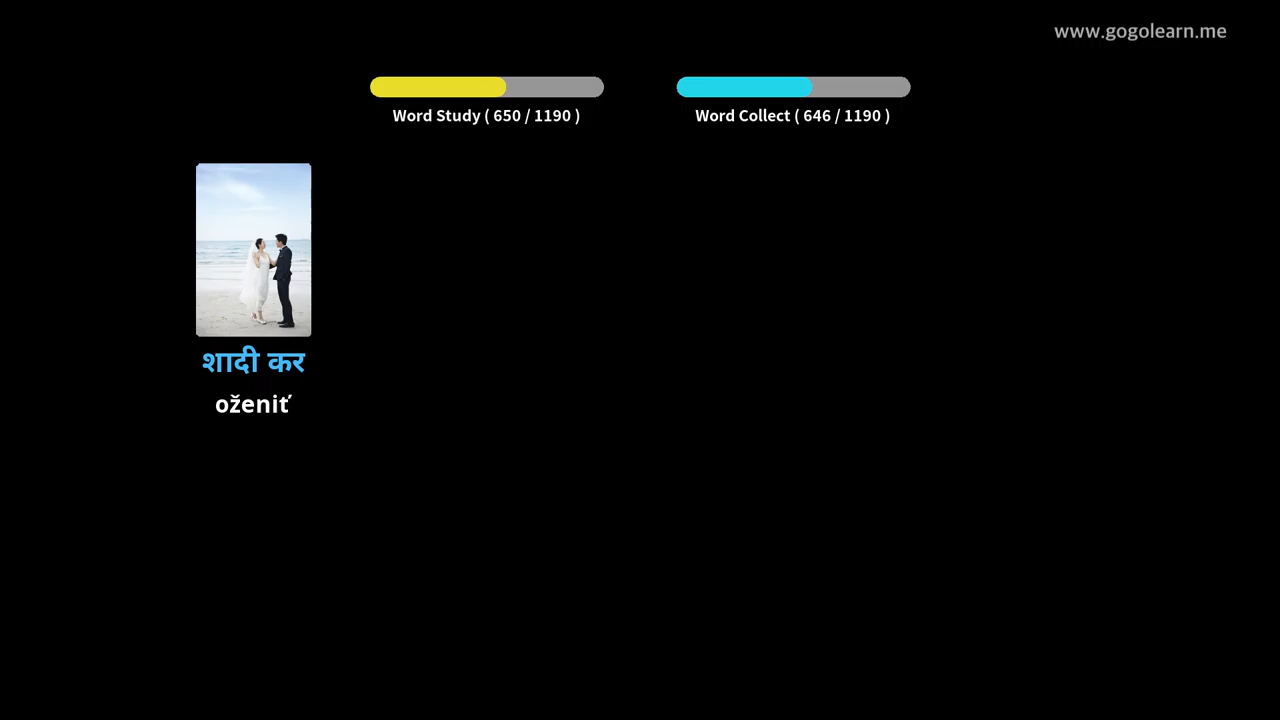 www.gogolearn.me
Word Study ( 650 / 1190 )
Word Collect ( 646 / 1190 )
शादी कर
oženiť